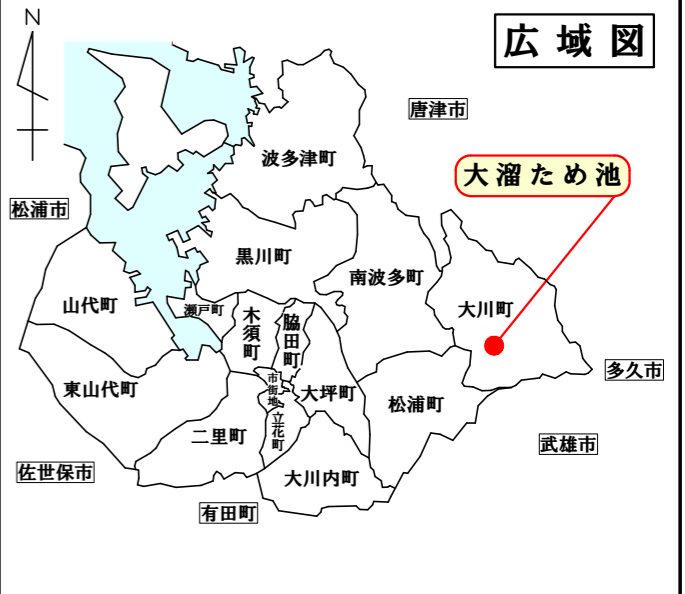 N
広域図
唐津市
波多津町
大溜ため池
松浦市
黒川町
南波多町
山代町
瀬戸町
大川町
木須町
脇田町
多久市
東山代町
市街地
大坪町
松浦町
立花町
二里町
武雄市
佐世保市
大川内町
有田町